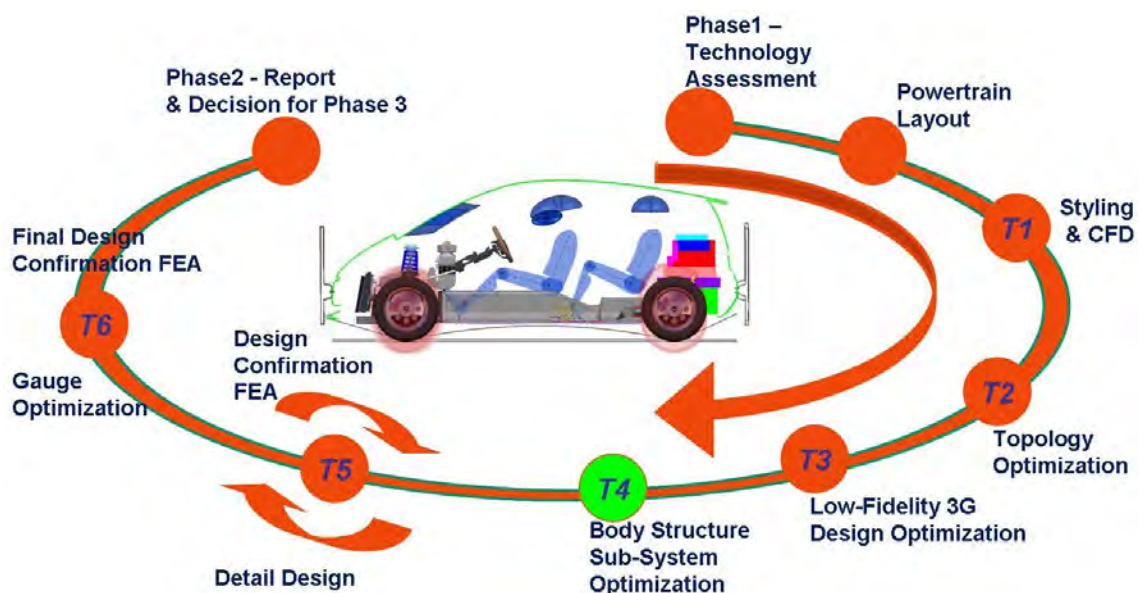 Phase1 –
Technology
Assessment
Powertrain
Layout
T1
Styling
& CFD
T2
Topology
Optimization
T3
Low-Fidelity 3G
Design Optimization
T4
Body Structure
Sub-System
Optimization
T5
Design
Confirmation
FEA
Detail Design
T6
Gauge
Optimization
Final Design
Confirmation FEA
Phase2 - Report
& Decision for Phase 3